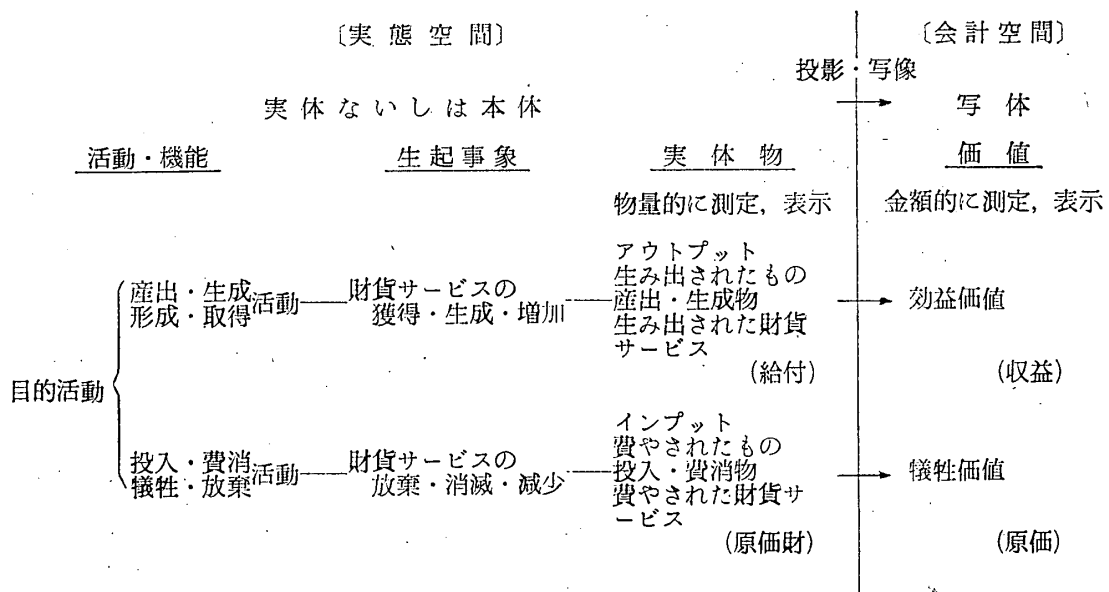 〔実態空間〕
〔会計空間〕
投影・写像
実体ないしは本体
写体
活動・機能
生起事象
実体物
価値
物量的に測定，表示
金額的に測定，表示
目的活動
産出・生成
形成・取得
活動
財貨サービスの
獲得・生成・増加
アウトプット
生み出されたもの
産出・生成物
生み出された財貨
サービス
(給付)
効益価値
(収益)
投入・費消
犠牲・放棄
活動
財貨サービスの
放棄・消滅・減少
インプット
費やされたもの
投入・費消物
費やされた財貨サ
ービス
(原価財)
犠牲価値
(原価)